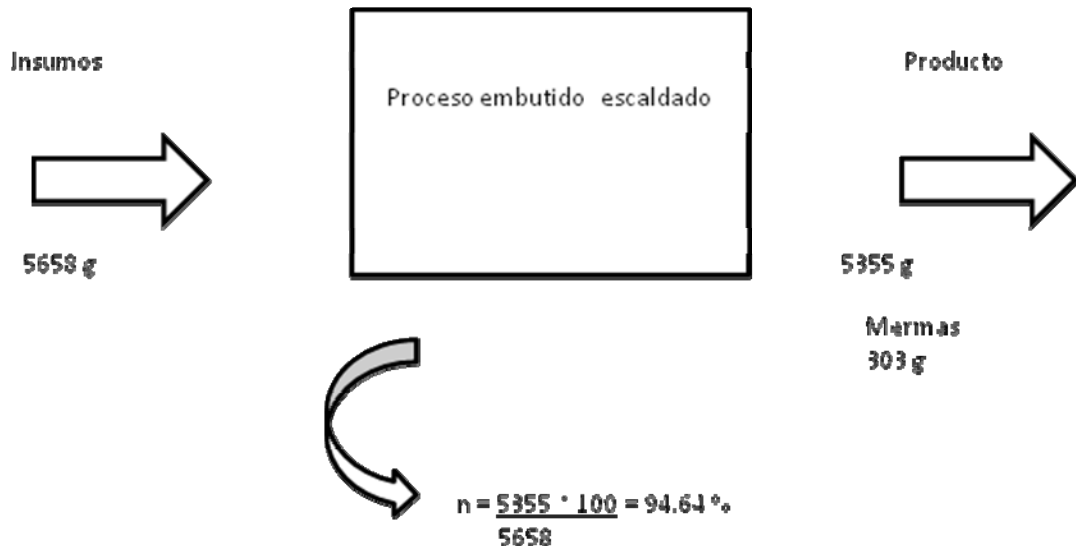 Insumos
Producto
Proceso embutido escaldado
5658 g
5355 g
Mermas
303 g
n = 5355 * 100 = 94.64 %
5658